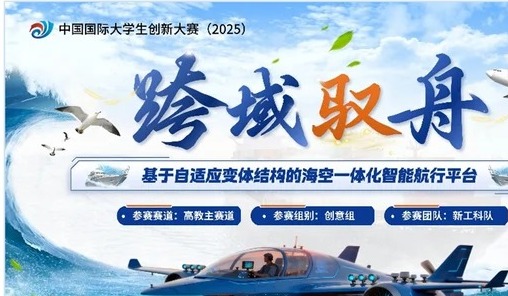 中国国际大学生创新大赛（2025）
跨域驭舟
基于自适应变体结构的海空一体化智能航行平台
参赛赛道：高教主赛道
参赛组别：创意组
参赛团队：新工科队